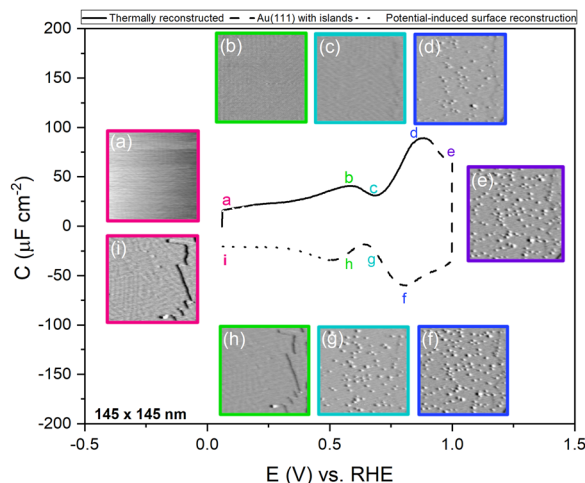 Thermally reconstructed Au(111) with islands Potential-induced surface reconstruction
(b) (c) (d)
(a)
(e)
(i)
(h) (g) (f)
a b c d e
i h g f
145 x 145 nm
200
150
100
50
0
-50
-100
-150
-200
-0.5 0.0 0.5 1.0 1.5
C (μF cm-2)
E (V) vs. RHE